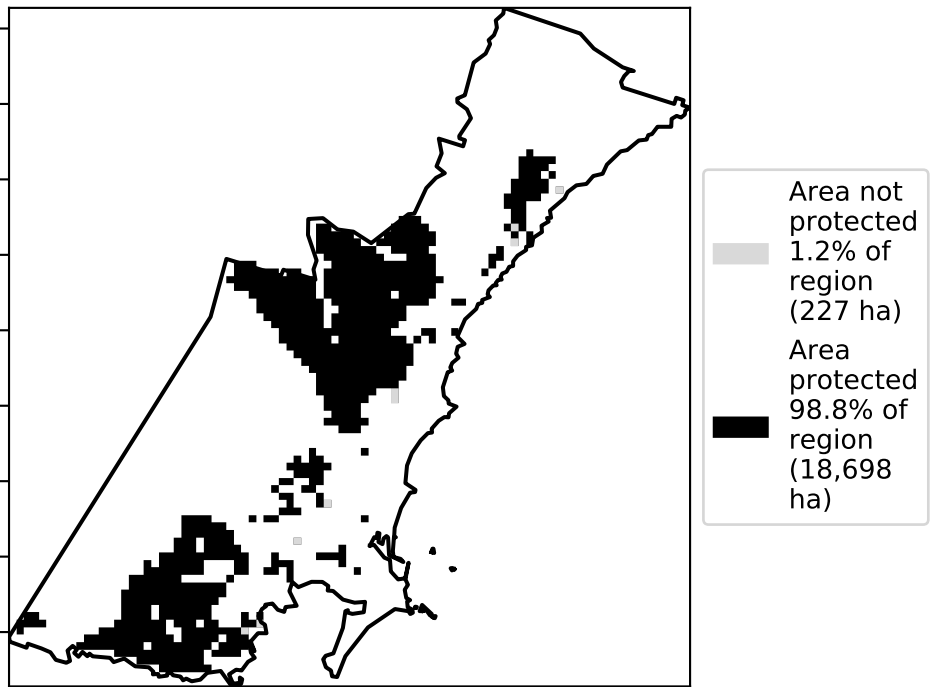 Area not
protected
1.2% of
region
(227 ha)
Area
protected
98.8% of
region
(18,698
ha)